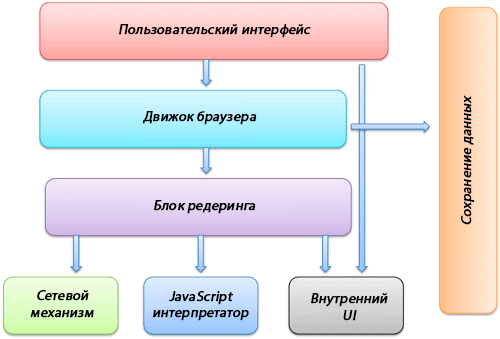 Пользовательский интерфейс
Движок браузера
Блок редеринга
Сетевой
механизм
JavaScript
интерпретатор
Внутренний
UI
Сохранение данных